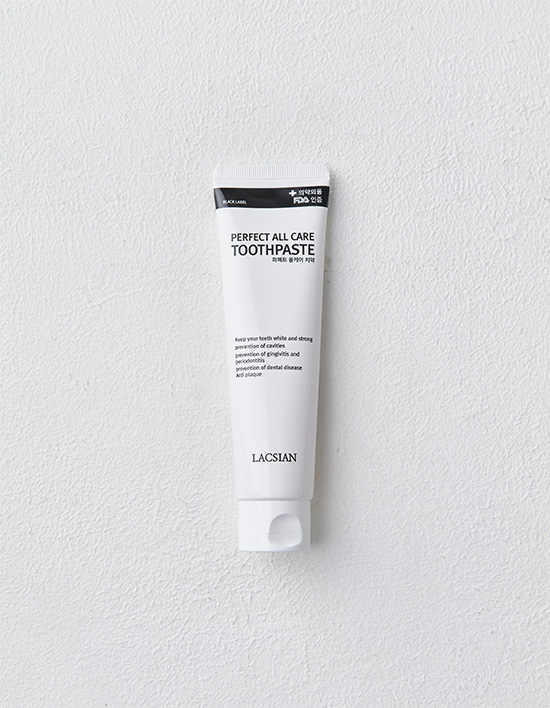 BLACK LABEL
✚ 의약외품
FDA 인증
PERFECT ALL CARE
TOOTHPASTE
퍼펙트 올케어 치약
Keep your teeth white and strong
prevention of cavities
prevention of gingivitis and
periodontitis
prevention of dental disease
Anti plaque
LACSIAN